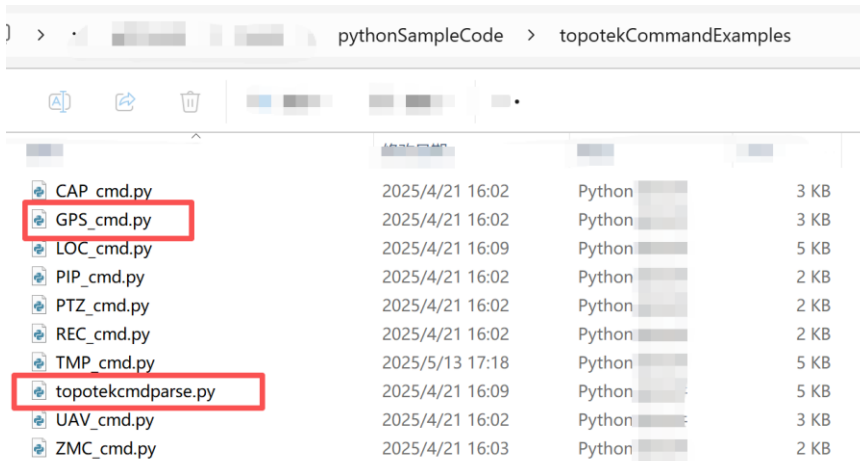 > pythonSampleCode > topotekCommandExamples
CAP_cmd.py 2025/4/21 16:02 Python 3 KB
GPS_cmd.py 2025/4/21 16:02 Python 3 KB
LOC_cmd.py 2025/4/21 16:09 Python 5 KB
PIP_cmd.py 2025/4/21 16:02 Python 2 KB
PTZ_cmd.py 2025/4/21 16:02 Python 2 KB
REC_cmd.py 2025/4/21 16:02 Python 2 KB
TMP_cmd.py 2025/5/13 17:18 Python 5 KB
topotekcmdparse.py 2025/4/21 16:09 Python 5 KB
UAV_cmd.py 2025/4/21 16:02 Python 5 KB
ZMC_cmd.py 2025/4/21 16:03 Python 2 KB